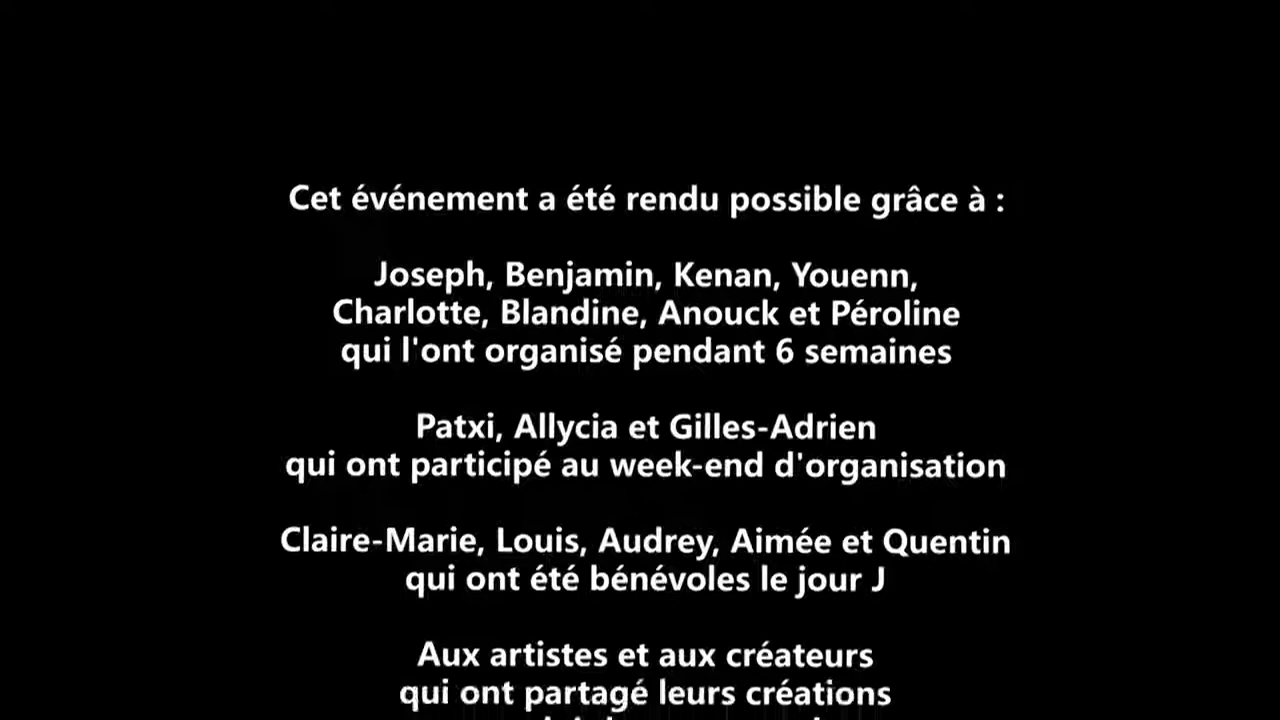 Cet événement a été rendu possible grâce à :
Joseph, Benjamin, Kenan, Youenn,
Charlotte, Blandine, Anouck et Péroline
qui l'ont organisé pendant 6 semaines
Patxi, Allycia et Gilles-Adrien
qui ont participé au week-end d'organisation
Claire-Marie, Louis, Audrey, Aimée et Quentin
qui ont été bénévoles le jour J
Aux artistes et aux créateurs
qui ont partagé leurs créations